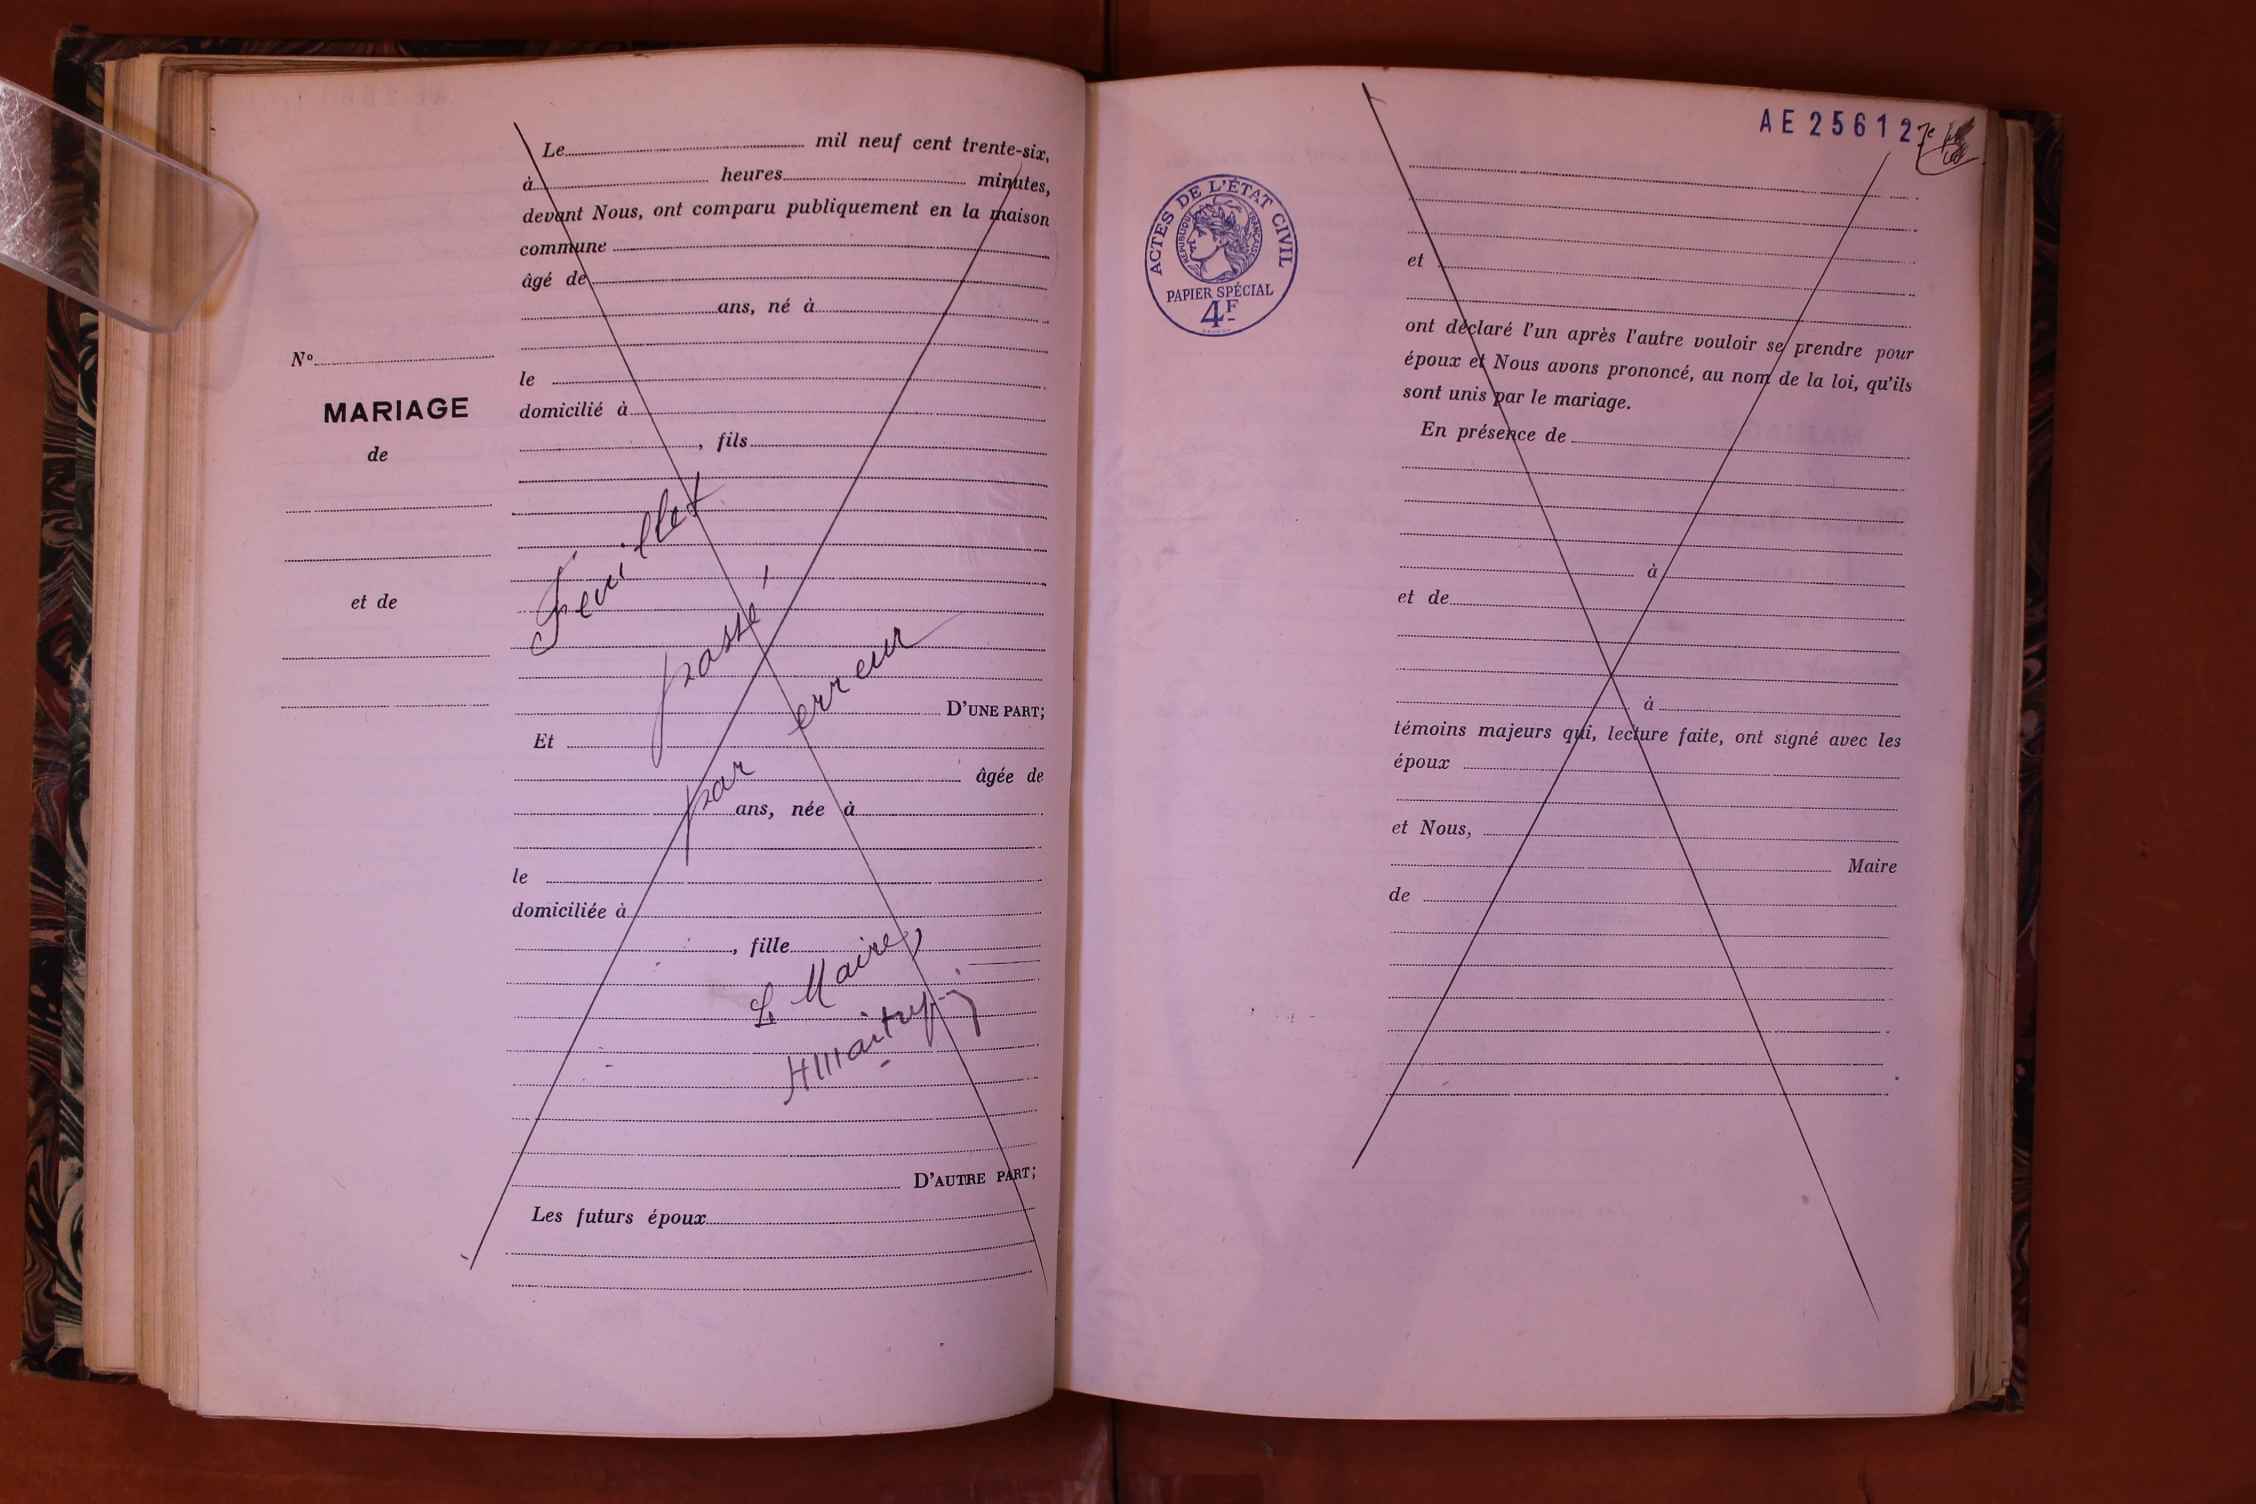 Le mil neuf cent trente-six,
à heures minutes,
devant Nous, ont comparu publiquement en la maison
commune
âgé de
ans, né à
le
domicilié à
, fils
Nº
MARIAGE
de
et de
Feuillet
passé
par erreur
D'UNE PART;
Et
âgée de
ans, née à
le
domiciliée à
, fille
Le Maire,
D'AUTRE PART;
Les futurs époux
AE 25612
7e
ACTES DE L'ÉTAT CIVIL
RÉPUBLIQUE FRANÇAISE
PAPIER SPÉCIAL
4F
et
ont déclaré l'un après l'autre vouloir se prendre pour
époux et Nous avons prononcé, au nom de la loi, qu'ils
sont unis par le mariage.
En présence de
à
et de
à
témoins majeurs qui, lecture faite, ont signé avec les
époux
et Nous,
Maire
de